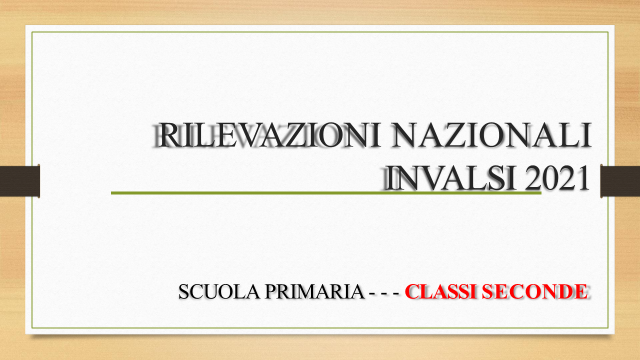 RILEVAZIONI NAZIONALI
INVALSI 2021
SCUOLA PRIMARIA - - - CLASSI SECONDE